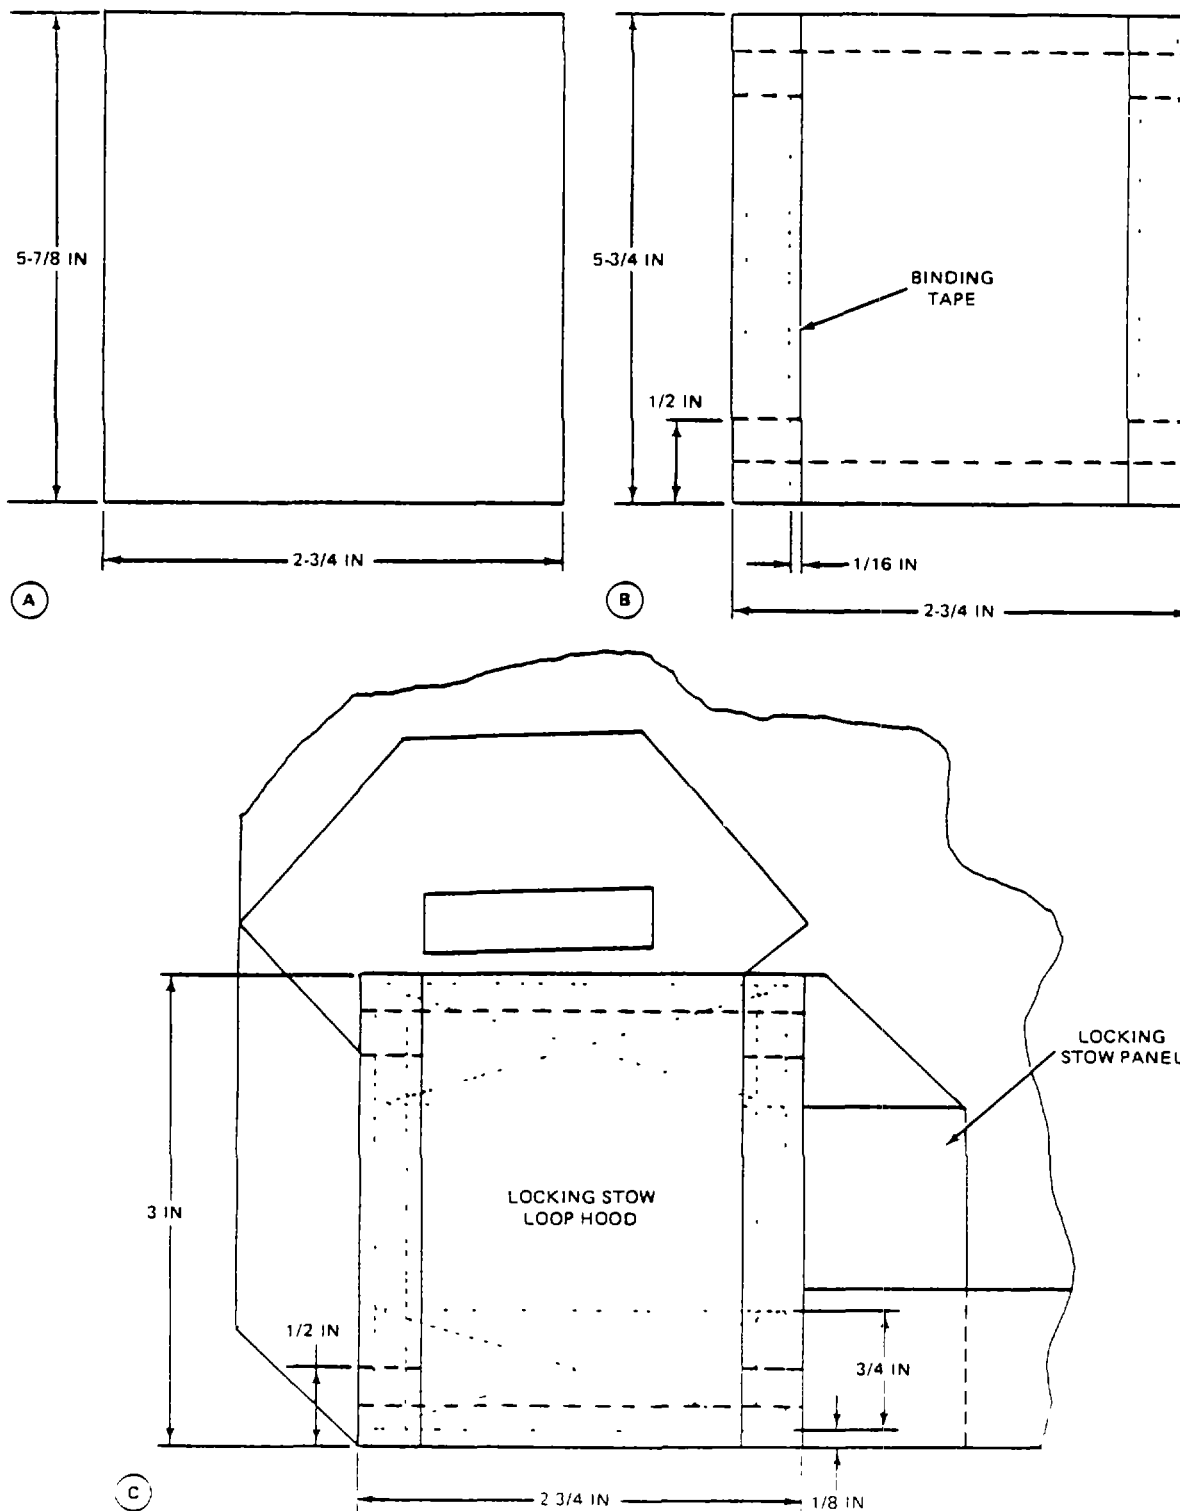 5-7/8 IN
2-3/4 IN
A
5-3/4 IN
BINDING
TAPE
1/2 IN
1/16 IN
2-3/4 IN
B
LOCKING
STOW PANEL
LOCKING STOW
LOOP HOOD
3 IN
1/2 IN
3/4 IN
2 3/4 IN
1/8 IN
C